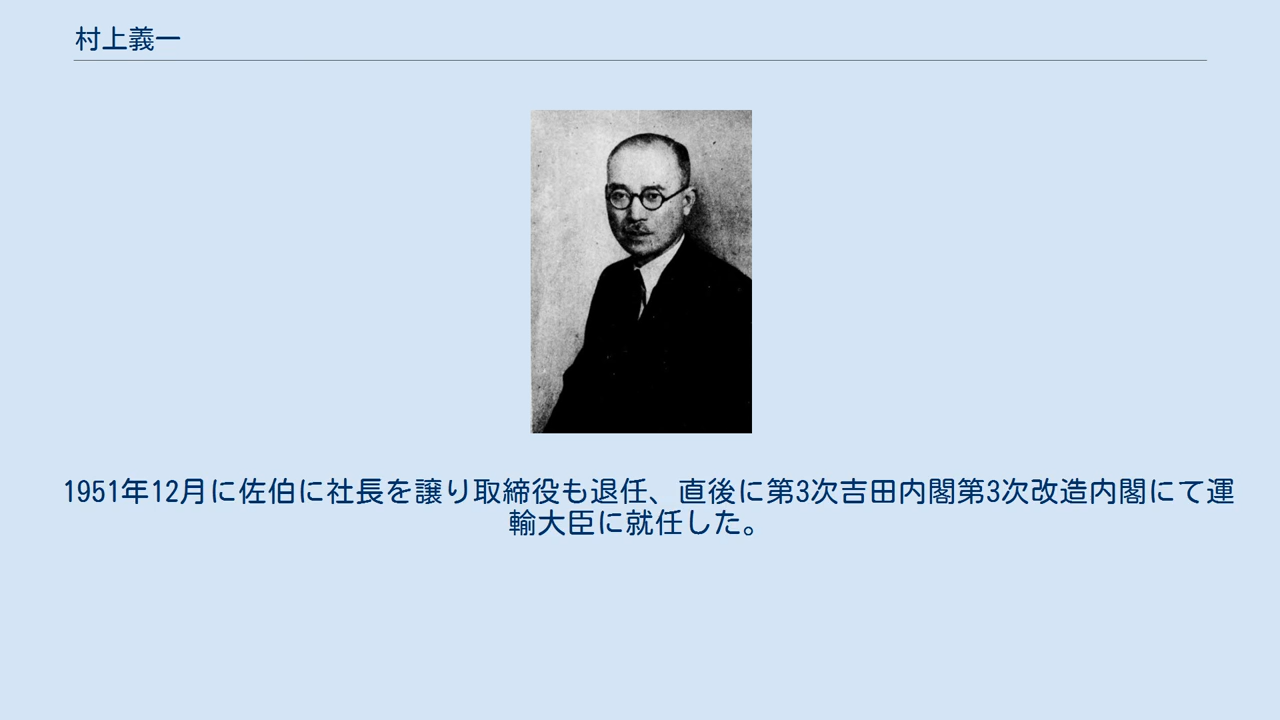 村上義一
1951年12月に佐伯に社長を譲り取締役も退任、直後に第3次吉田内閣第3次改造内閣にて運
輸大臣に就任した。